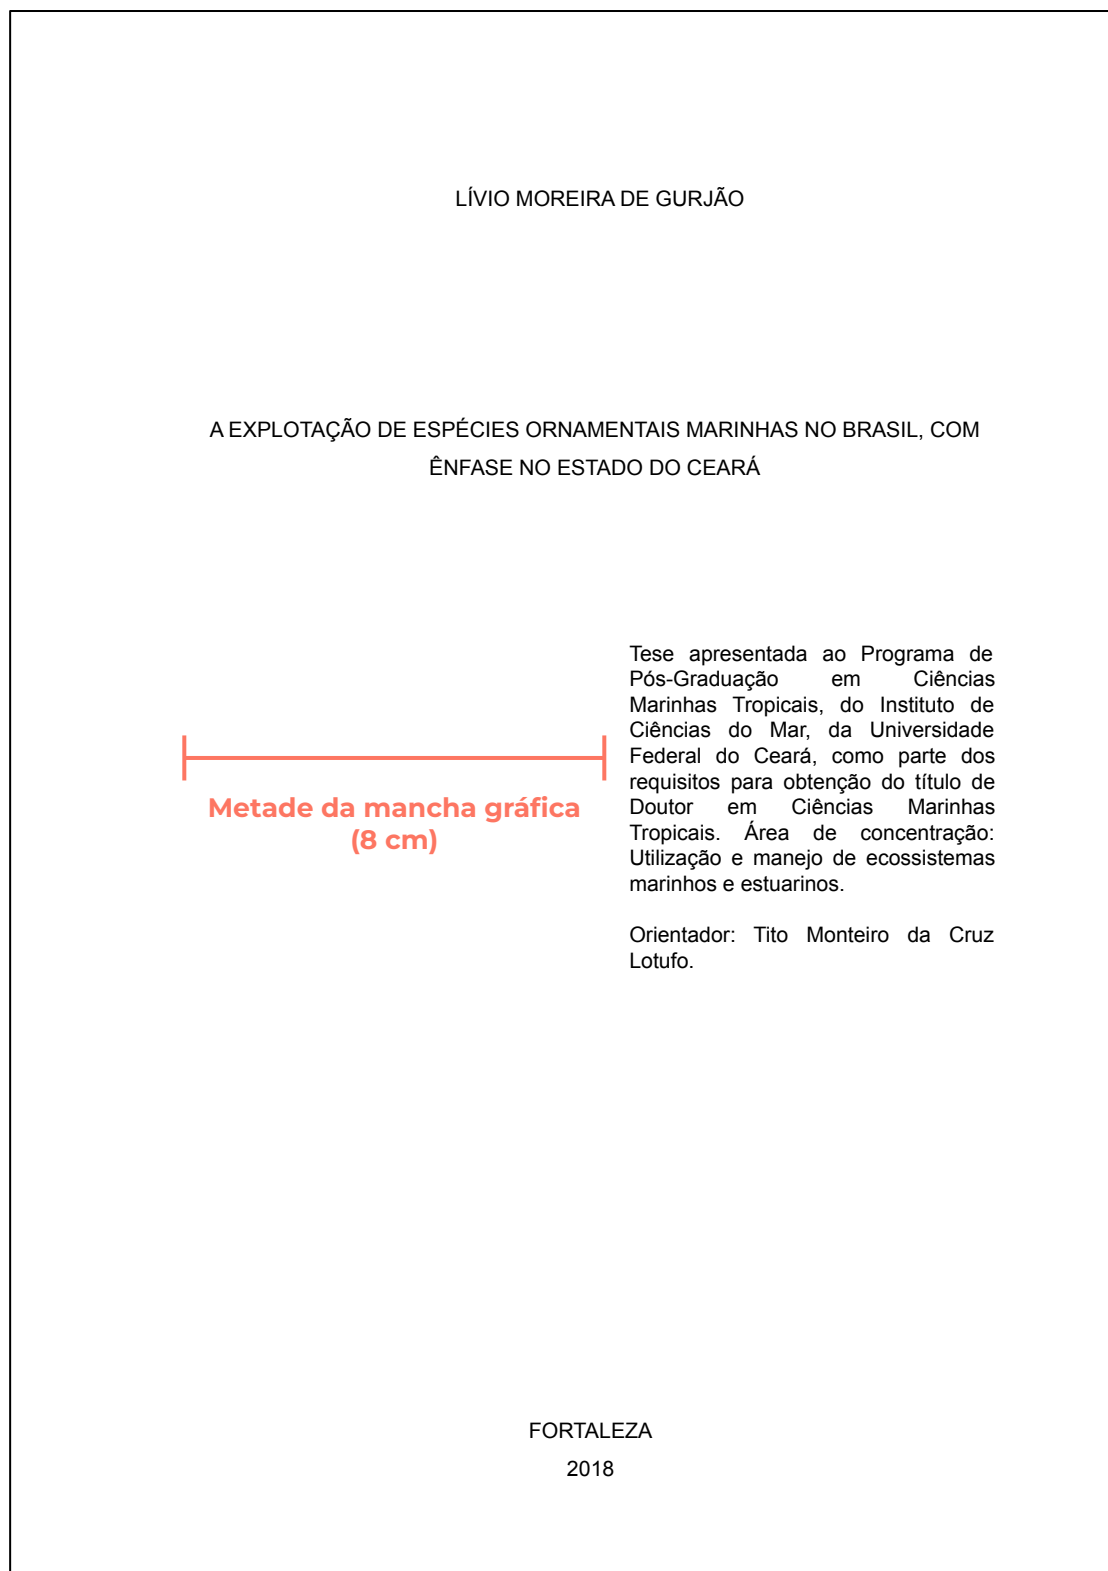 LÍVIO MOREIRA DE GURJÃO
A EXPLOTAÇÃO DE ESPÉCIES ORNAMENTAIS MARINHAS NO BRASIL, COM
ÊNFASE NO ESTADO DO CEARÁ
Tese apresentada ao Programa de
Pós-Graduação em Ciências
Marinhas Tropicais, do Instituto de
Ciências do Mar, da Universidade
Federal do Ceará, como parte dos
requisitos para obtenção do título de
Doutor em Ciências Marinhas
Tropicais. Área de concentração:
Utilização e manejo de ecossistemas
marinhos e estuarinos.
Metade da mancha gráfica
(8 cm)
Orientador: Tito Monteiro da Cruz
Lotufo.
FORTALEZA
2018